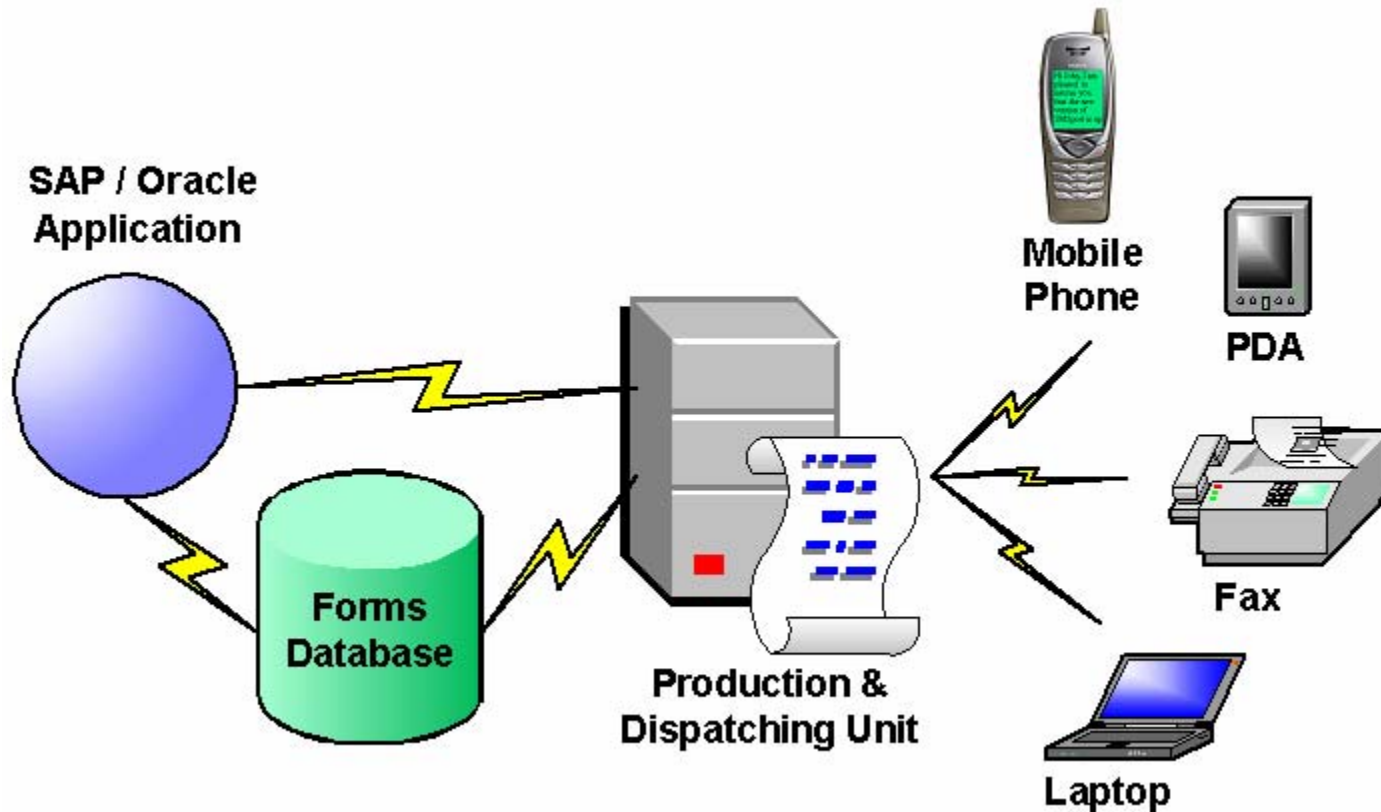 SAP / Oracle
Application
Mobile
Phone
PDA
Forms
Database
Fax
Production &
Dispatching Unit
Laptop